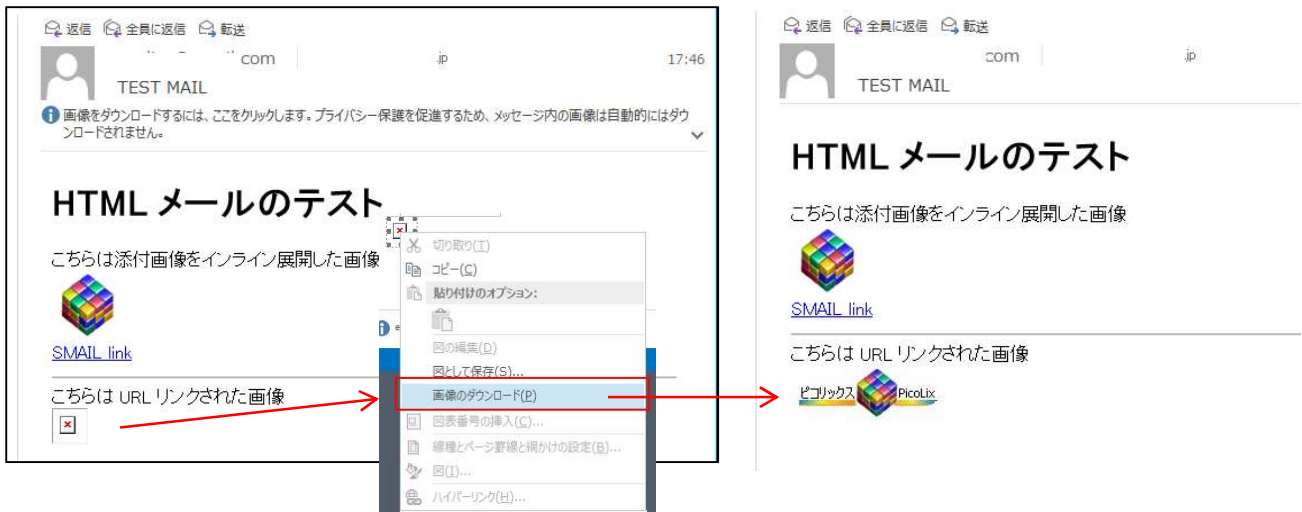 返信 全員に返信 転送
com .jp 17:46
TEST MAIL
画像をダウンロードするには、ここをクリックします。プライバシー保護を促進するため、メッセージ内の画像は自動的にはダウ
ンロードされません。
HTML メールのテスト
こちらは添付画像をインライン展開した画像
SMAIL link
こちらは URL リンクされた画像
切り取り(T)
コピー(C)
貼り付けのオプション:
図の編集(D)
図として保存(S)...
画像のダウンロード(P)
図表番号の挿入(C)...
線種とページ罫線と網かけの設定(B)...
図(I)...
ハイパーリンク(H)...
返信 全員に返信 転送
com .jp
TEST MAIL
HTML メールのテスト
こちらは添付画像をインライン展開した画像
SMAIL link
こちらは URL リンクされた画像
ピコリックス PicoLix